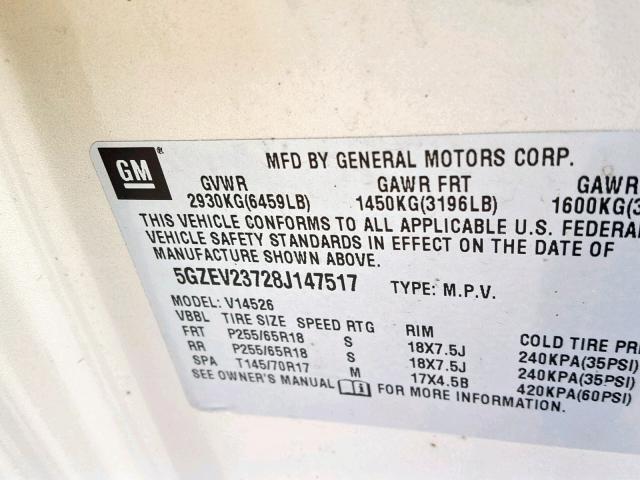 GM
MFD BY GENERAL MOTORS CORP.
GVWR GAWR FRT GAWR
2930KG(6459LB) 1450KG(3196LB) 1600KG(3
THIS VEHICLE CONFORMS TO ALL APPLICABLE U.S. FEDERAL
VEHICLE SAFETY STANDARDS IN EFFECT ON THE DATE OF
MANUFACTURE SHOWN ABOVE.
5GZEV23728J147517 TYPE: M.P.V.
MODEL: V14526
VBBL TIRE SIZE SPEED RTG RIM COLD TIRE PR
FRT P255/65R18 S 18X7.5J 240KPA(35PSI)
RR P255/65R18 S 18X7.5J 240KPA(35PSI)
SPA T145/70R17 M 17X4.5B 420KPA(60PSI)
SEE OWNER'S MANUAL FOR MORE INFORMATION.